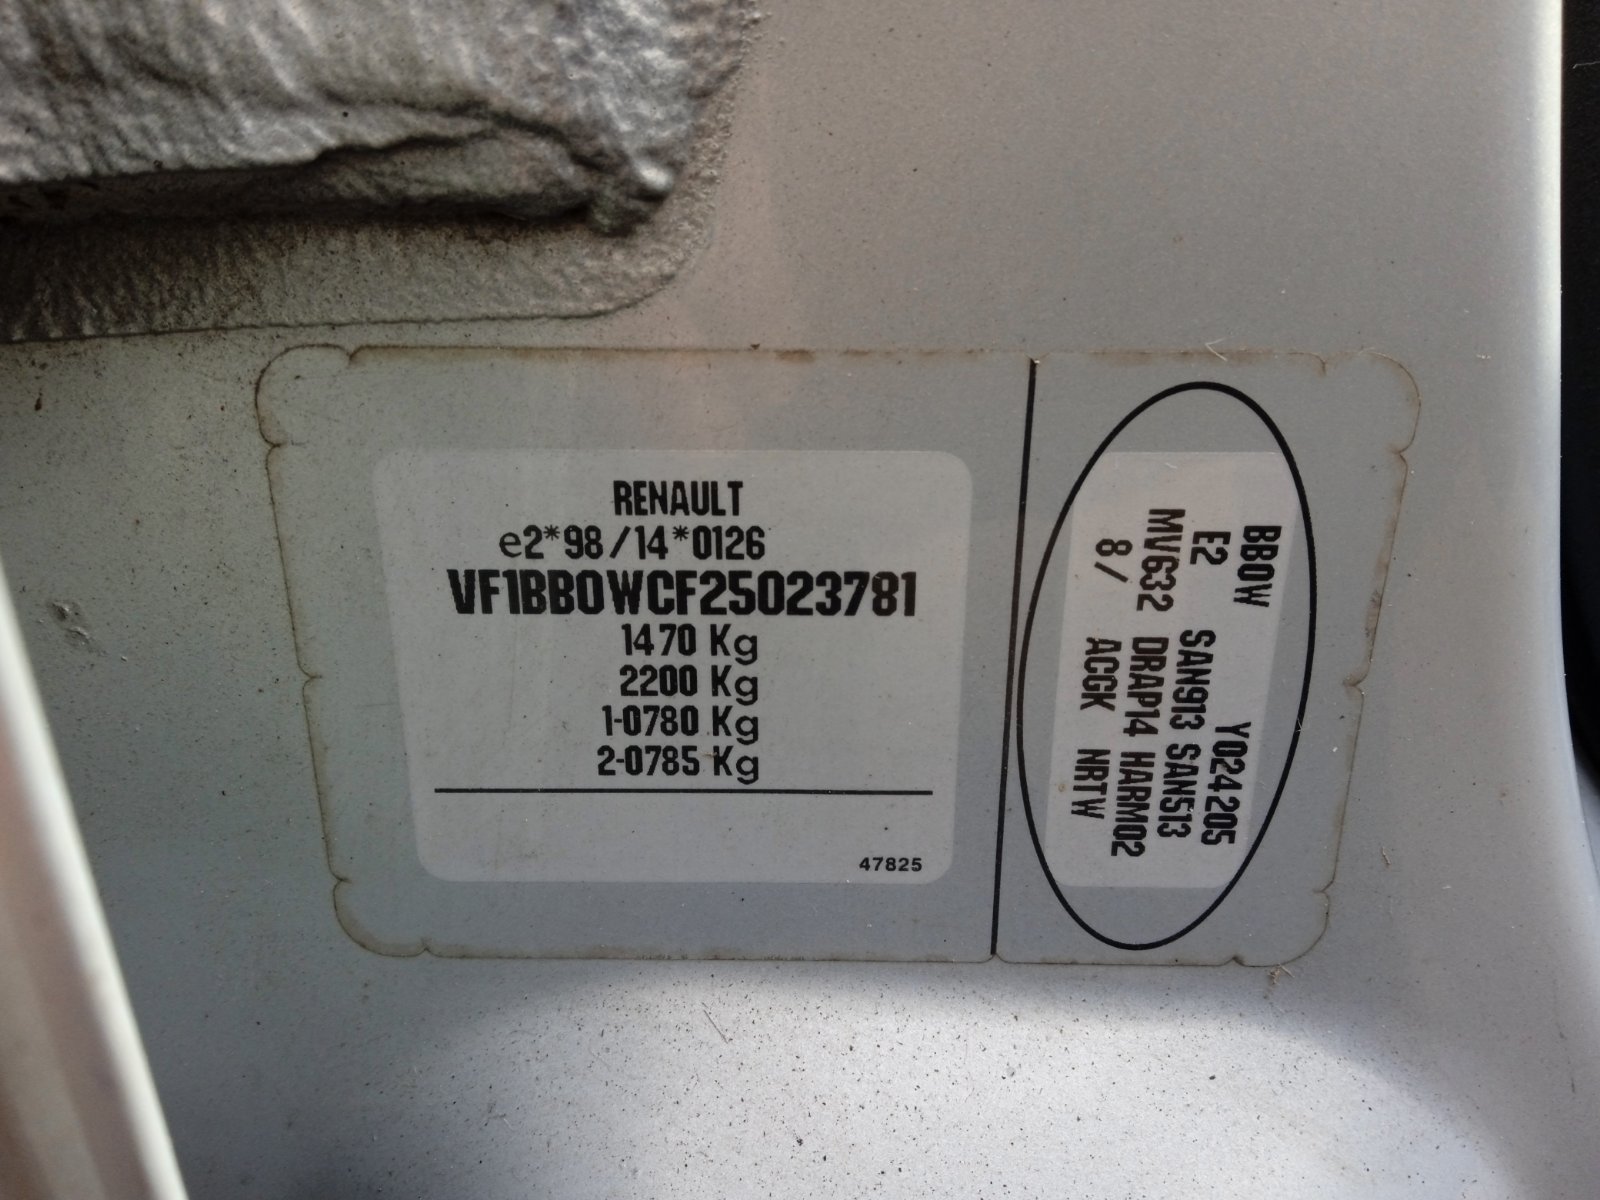 RENAULT
e2*98/14*0126
VF1BB0WCF25023781
1470 Kg
2200 Kg
1-0780 Kg
2-0785 Kg
47825
BB0W Y024205
E2 SAN913 SAN513
MV632 DRAP14 HARM02
8/ ACGK NRTW